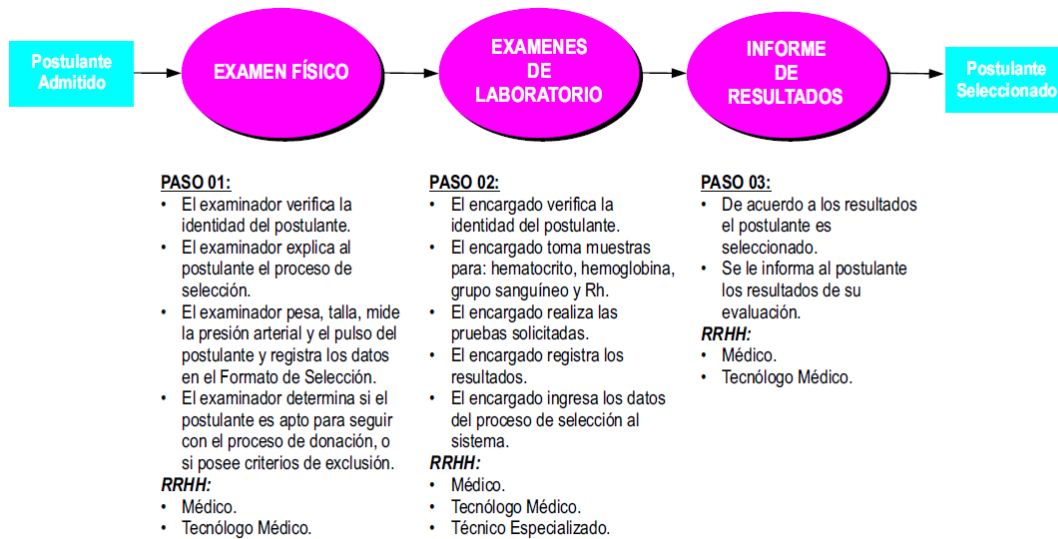 Postulante
Admitido
EXAMEN FÍSICO
EXAMENES
DE
LABORATORIO
INFORME
DE
RESULTADOS
Postulante
Seleccionado
PASO 01:
• El examinador verifica la
identidad del postulante.
• El examinador explica al
postulante el proceso de
selección.
• El examinador pesa, talla, mide
la presión arterial y el pulso del
postulante y registra los datos
en el Formato de Selección.
• El examinador determina si el
postulante es apto para seguir
con el proceso de donación, o
si posee criterios de exclusión.
RRHH:
• Médico.
• Tecnólogo Médico.
PASO 02:
• El encargado verifica la
identidad del postulante.
• El encargado toma muestras
para: hematocrito, hemoglobina,
grupo sanguíneo y Rh.
• El encargado realiza las
pruebas solicitadas.
• El encargado registra los
resultados.
• El encargado ingresa los datos
del proceso de selección al
sistema.
RRHH:
• Médico.
• Tecnólogo Médico.
• Técnico Especializado.
PASO 03:
• De acuerdo a los resultados
el postulante es
seleccionado.
• Se le informa al postulante
los resultados de su
evaluación.
RRHH:
• Médico.
• Tecnólogo Médico.